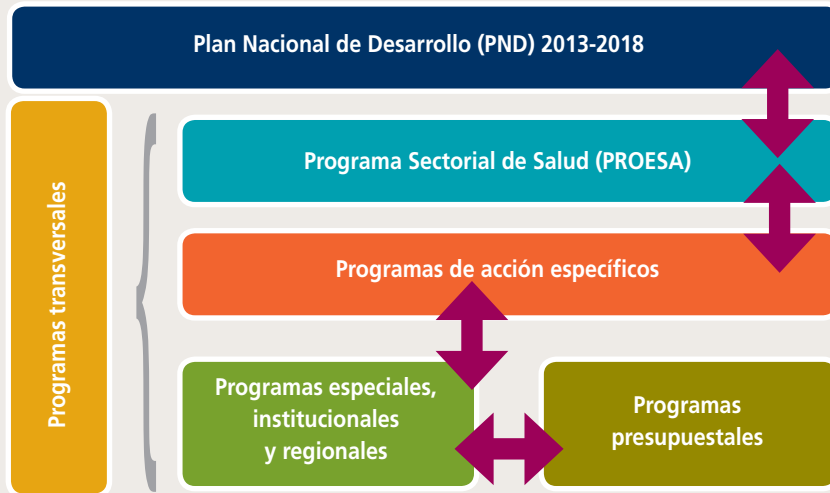 Plan Nacional de Desarrollo (PND) 2013-2018
Programas transversales
Programa Sectorial de Salud (PROESA)
Programas de acción específicos
Programas especiales,
institucionales
y regionales
Programas
presupuestales